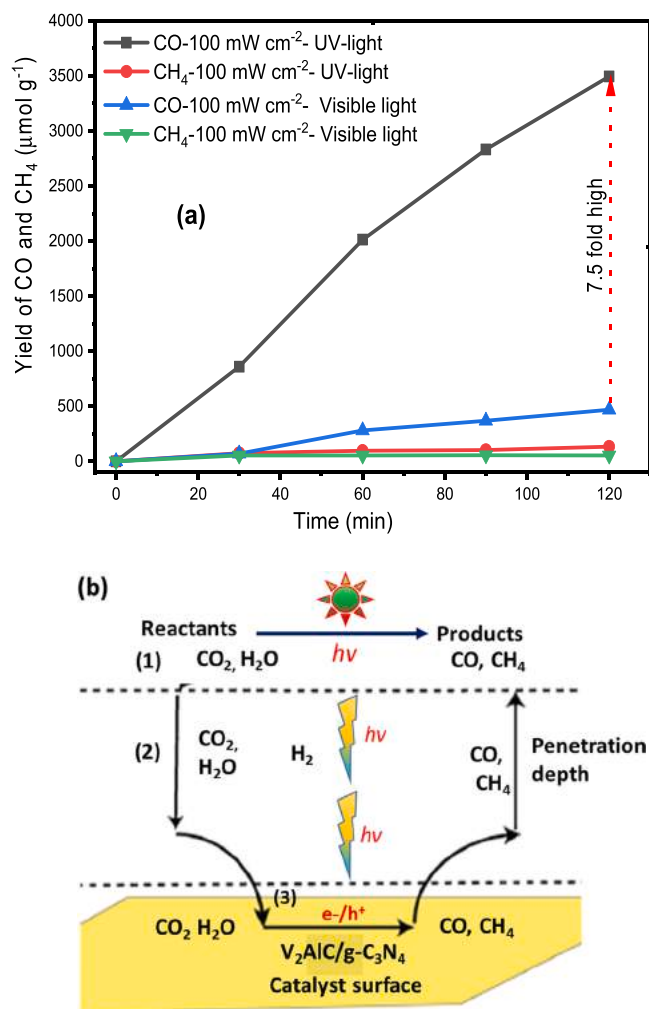 4000
3500
3000
2500
2000
1500
1000
500
0
Yield of CO and CH₄ (μmol g⁻¹)
CO-100 mW cm⁻²- UV-light
CH₄-100 mW cm⁻²- UV-light
CO-100 mW cm⁻²- Visible light
CH₄-100 mW cm⁻²- Visible light
(a)
7.5 fold high
0 20 40 60 80 100 120
Time (min)
(b)
Reactants Products
(1) CO₂, H₂O hv CO, CH₄
(2) CO₂, H₂O
H₂
hv
hv
CO, CH₄
Penetration depth
(3)
CO₂ H₂O e-/h⁺ CO, CH₄
V₂AlC/g-C₃N₄
Catalyst surface